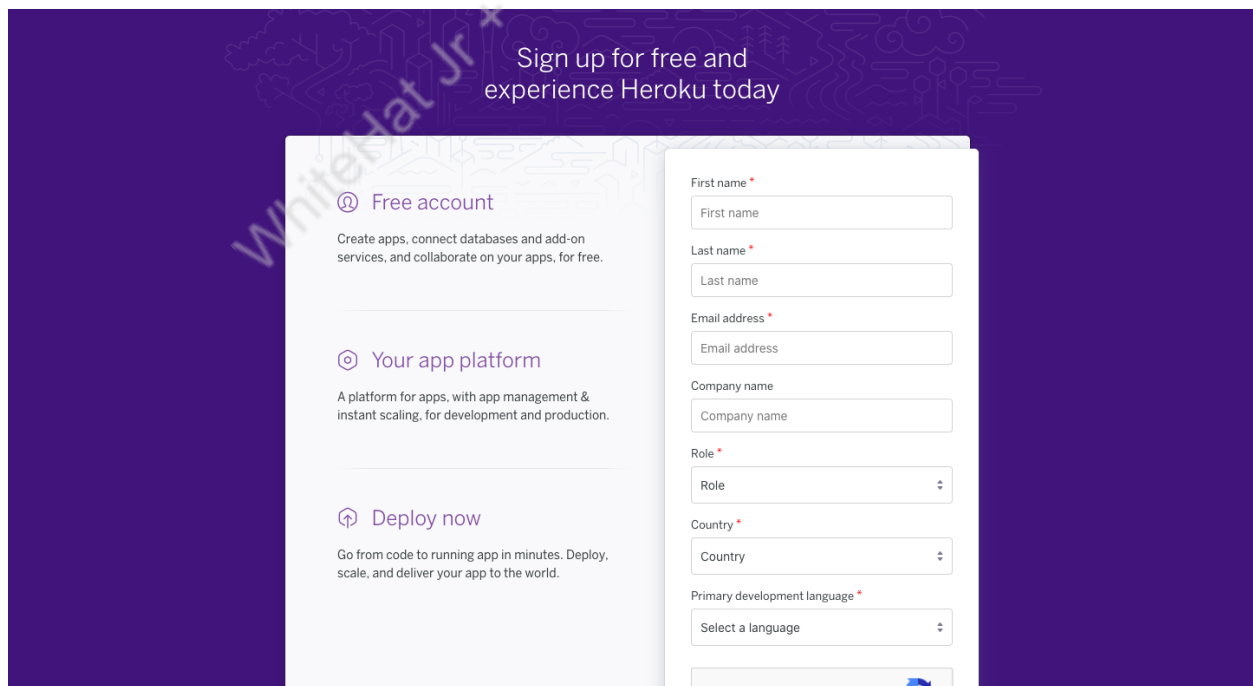 Sign up for free and
experience Heroku today
WhiteHat Jr
Free account
Create apps, connect databases and add-on
services, and collaborate on your apps, for free.
Your app platform
A platform for apps, with app management &
instant scaling, for development and production.
Deploy now
Go from code to running app in minutes. Deploy,
scale, and deliver your app to the world.
First name *
First name
Last name *
Last name
Email address *
Email address
Company name
Company name
Role *
Role
Country *
Country
Primary development language *
Select a language